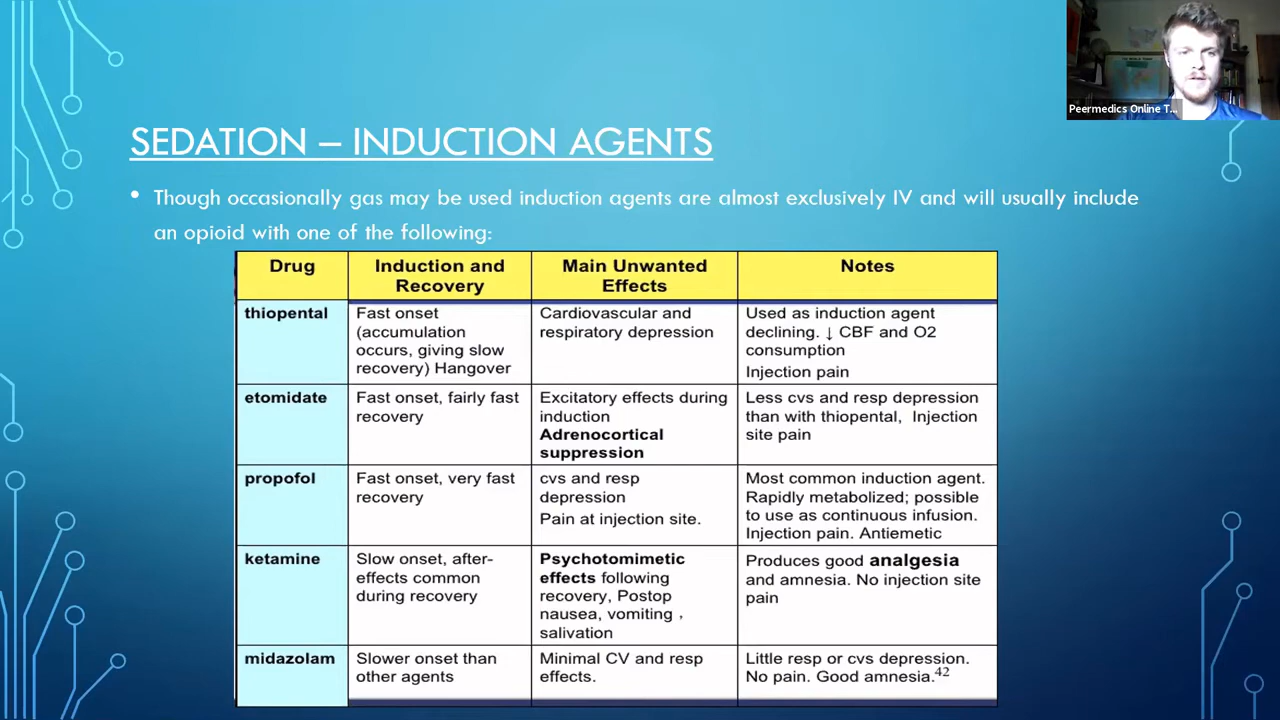 Peermedics Online T...
SEDATION – INDUCTION AGENTS
• Though occasionally gas may be used induction agents are almost exclusively IV and will usually include
an opioid with one of the following:
Drug
Induction and
Recovery
Main Unwanted
Effects
Notes
thiopental
Fast onset
(accumulation
occurs, giving slow
recovery) Hangover
Cardiovascular and
respiratory depression
Used as induction agent
declining. ↓ CBF and O2
consumption
Injection pain
etomidate
Fast onset, fairly fast
recovery
Excitatory effects during
induction
Adrenocortical
suppression
Less cvs and resp depression
than with thiopental, Injection
site pain
propofol
Fast onset, very fast
recovery
cvs and resp
depression
Pain at injection site.
Most common induction agent.
Rapidly metabolized; possible
to use as continuous infusion.
Injection pain. Antiemetic
ketamine
Slow onset, after-
effects common
during recovery
Psychotomimetic
effects following
recovery, Postop
nausea, vomiting ,
salivation
Produces good analgesia
and amnesia. No injection site
pain
midazolam
Slower onset than
other agents
Minimal CV and resp
effects.
Little resp or cvs depression.
No pain. Good amnesia.42